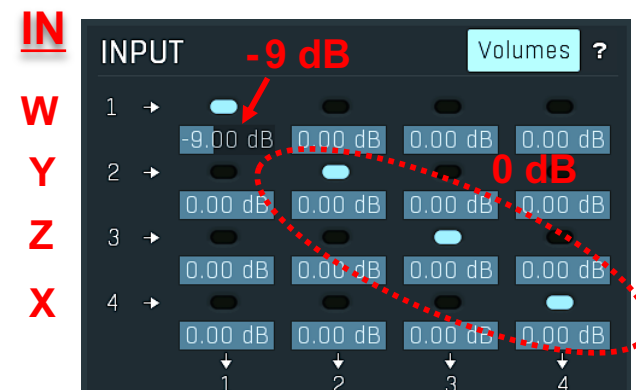 IN
INPUT - 9 dB Volumes ?
W 1
-9.00 dB 0.00 dB 0.00 dB 0.00 dB
Y 2 0 dB
0.00 dB 0.00 dB 0.00 dB 0.00 dB
Z 3
0.00 dB 0.00 dB 0.00 dB 0.00 dB
X 4
0.00 dB 0.00 dB 0.00 dB 0.00 dB
1 2 3 4